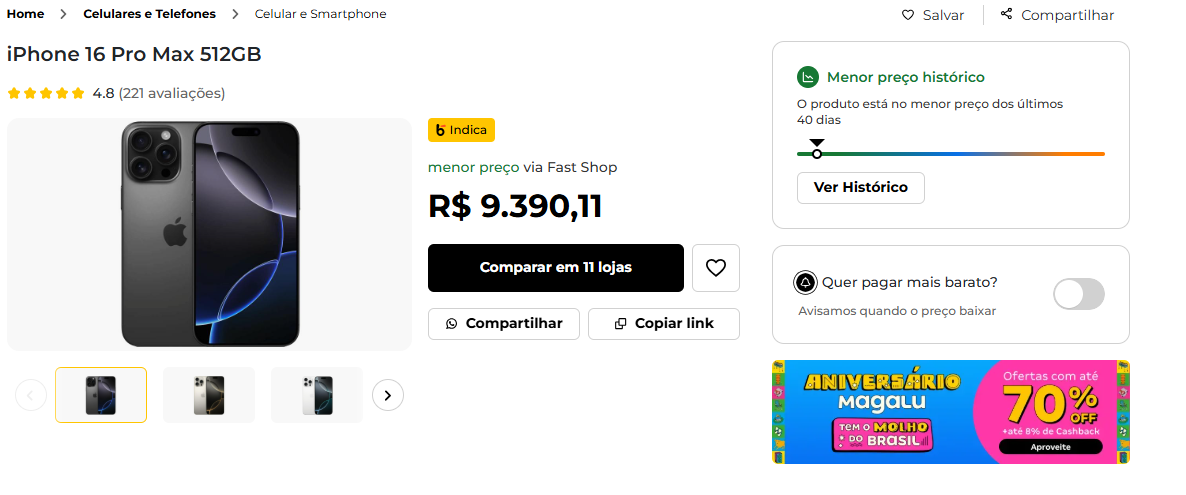 Home > Celulares e Telefones > Celular e Smartphone
Salvar
Compartilhar
iPhone 16 Pro Max 512GB
4.8 (221 avaliações)
b Indica
menor preço via Fast Shop
R$ 9.390,11
Comparar em 11 lojas
Compartilhar
Copiar link
Menor preço histórico
O produto está no menor preço dos últimos
40 dias
Ver Histórico
Quer pagar mais barato?
Avisamos quando o preço baixar
ANIVERSÁRIO
MAGALU
TEM O MOLHO
DO BRASIL
Ofertas com até
70% OFF
+até 8% de Cashback
Aproveite